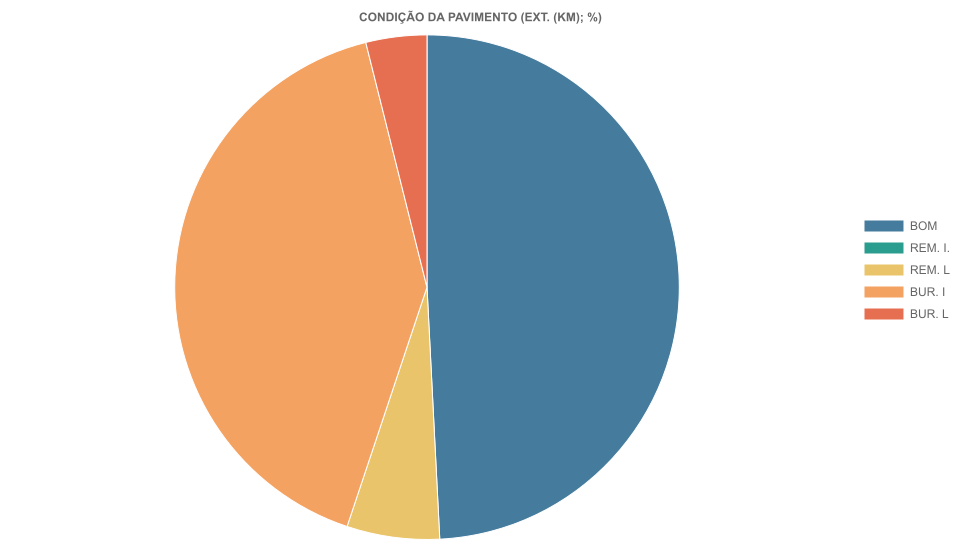 CONDIÇÃO DA PAVIMENTO (EXT. (KM); %)
BOM
REM. I.
REM. L
BUR. I
BUR. L